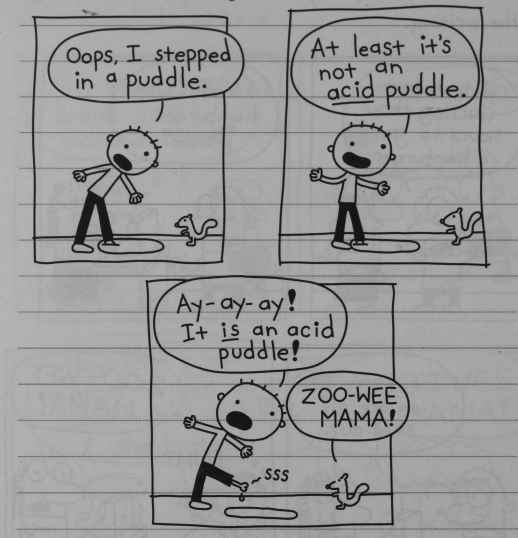 Oops, I stepped
in a puddle.
At least it's
not an
acid puddle.
Ay-ay-ay!
It is an acid
puddle!
ZOO-WEE
MAMA!
sss